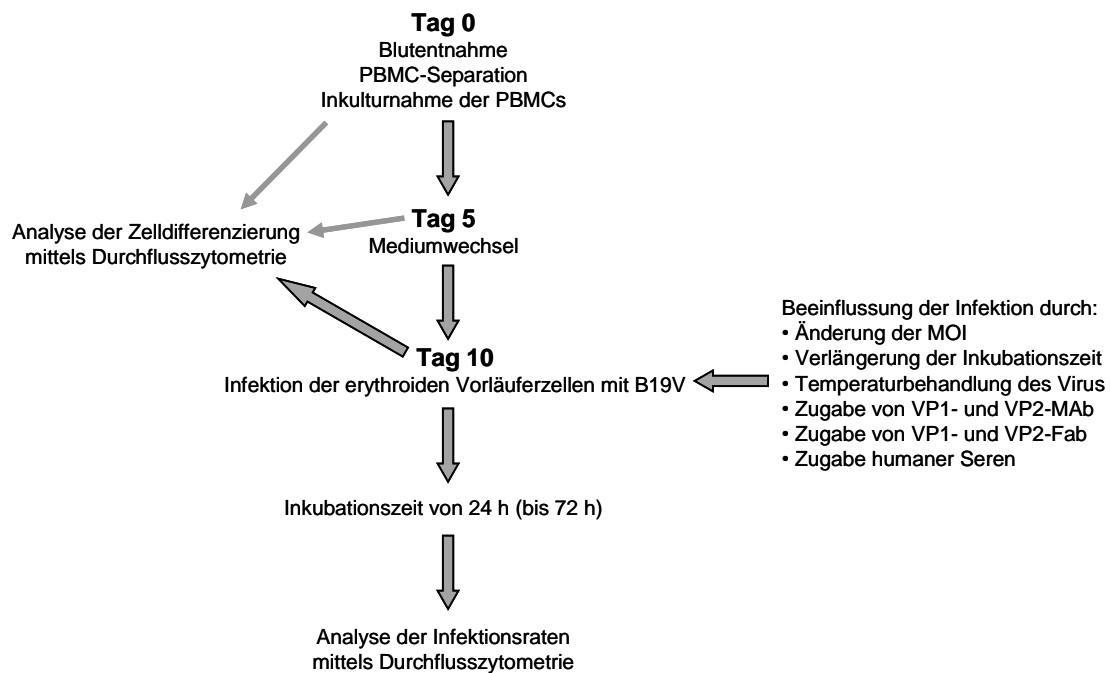 Tag 0
Blutentnahme
PBMC-Separation
Inkulturnahme der PBMCs
Tag 5
Mediumwechsel
Analyse der Zelldifferenzierung
mittels Durchflusszytometrie
Tag 10
Infektion der erythroiden Vorläuferzellen mit B19V
Beeinflussung der Infektion durch:
• Änderung der MOI
• Verlängerung der Inkubationszeit
• Temperaturbehandlung des Virus
• Zugabe von VP1- und VP2-MAb
• Zugabe von VP1- und VP2-Fab
• Zugabe humaner Seren
Inkubationszeit von 24 h (bis 72 h)
Analyse der Infektionsraten
mittels Durchflusszytometrie